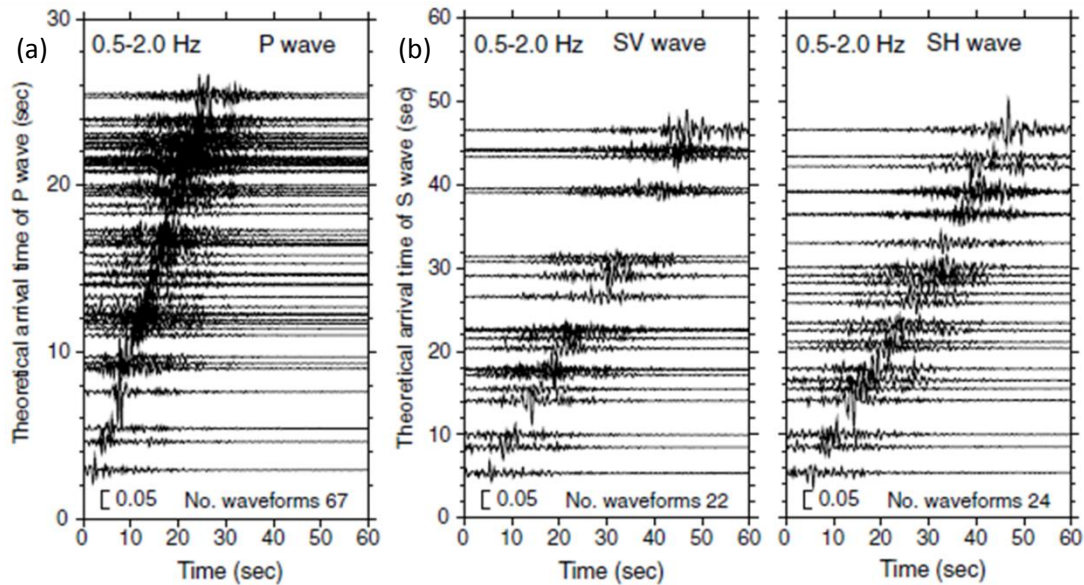 (a)
0.5-2.0 Hz P wave
Theoretical arrival time of P wave (sec)
30
20
10
0
[ 0.05 No. waveforms 67
0 10 20 30 40 50 60
Time (sec)
(b)
0.5-2.0 Hz SV wave
Theoretical arrival time of S wave (sec)
60
50
40
30
20
10
0
[ 0.05 No. waveforms 22
0 10 20 30 40 50 60
Time (sec)
0.5-2.0 Hz SH wave
[ 0.05 No. waveforms 24
0 10 20 30 40 50 60
Time (sec)